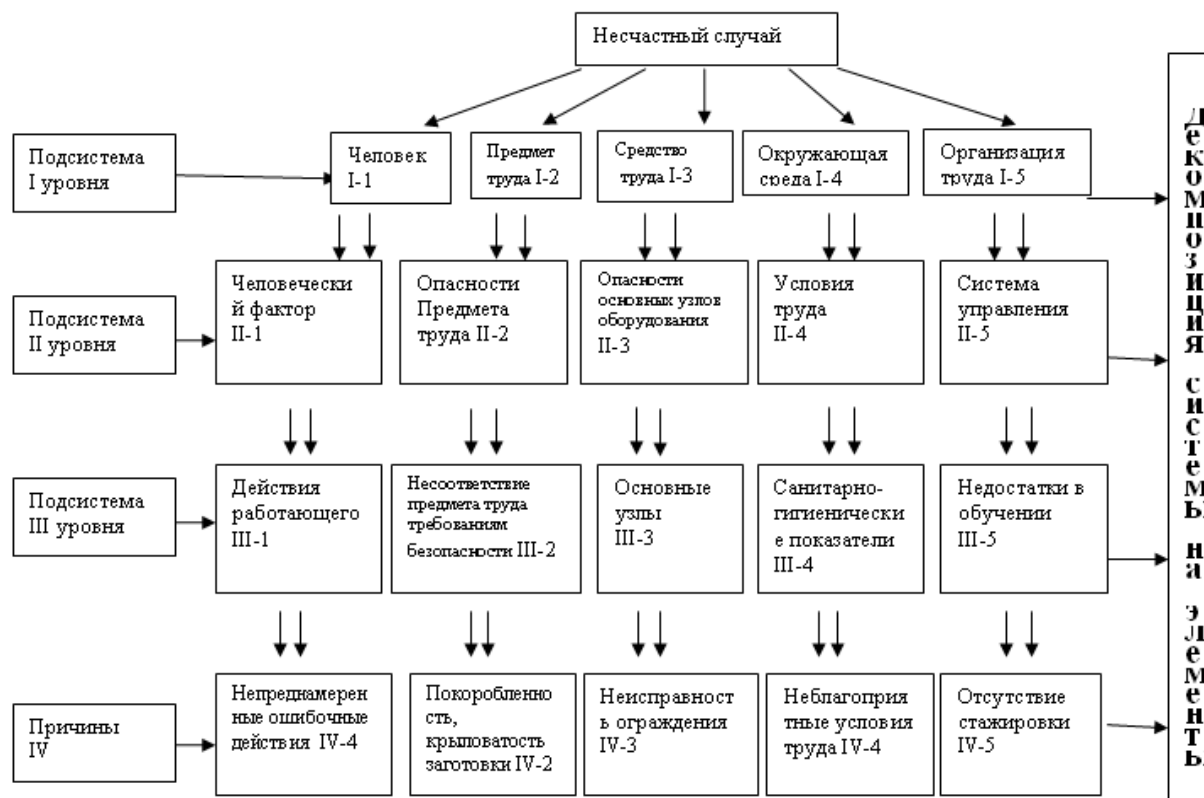 Несчастный случай
Подсистема
I уровня
Человек
I-1
Предмет
труда I-2
Средство
труда I-3
Окружающая
среда I-4
Организация
труда I-5
Подсистема
II уровня
Человечески
й фактор
II-1
Опасности
Предмета
труда II-2
Опасности
основных узлов
оборудования
II-3
Условия
труда
II-4
Система
управления
II-5
Подсистема
III уровня
Действия
работающего
III-1
Несоответствие
предмета труда
требованиям
безопасности III-2
Основные
узлы
III-3
Санитарно-
гигиенически
е показатели
III-4
Недостатки в
обучении
III-5
Причины
IV
Непреднамерен
ные ошибочные
действия IV-4
Покоробленно
сть,
крыловатость
заготовки IV-2
Неисправност
ь ограждения
IV-3
Неблагоприя
тные условия
труда IV-4
Отсутствие
стажировки
IV-5
Декомпозиция системы на элементы